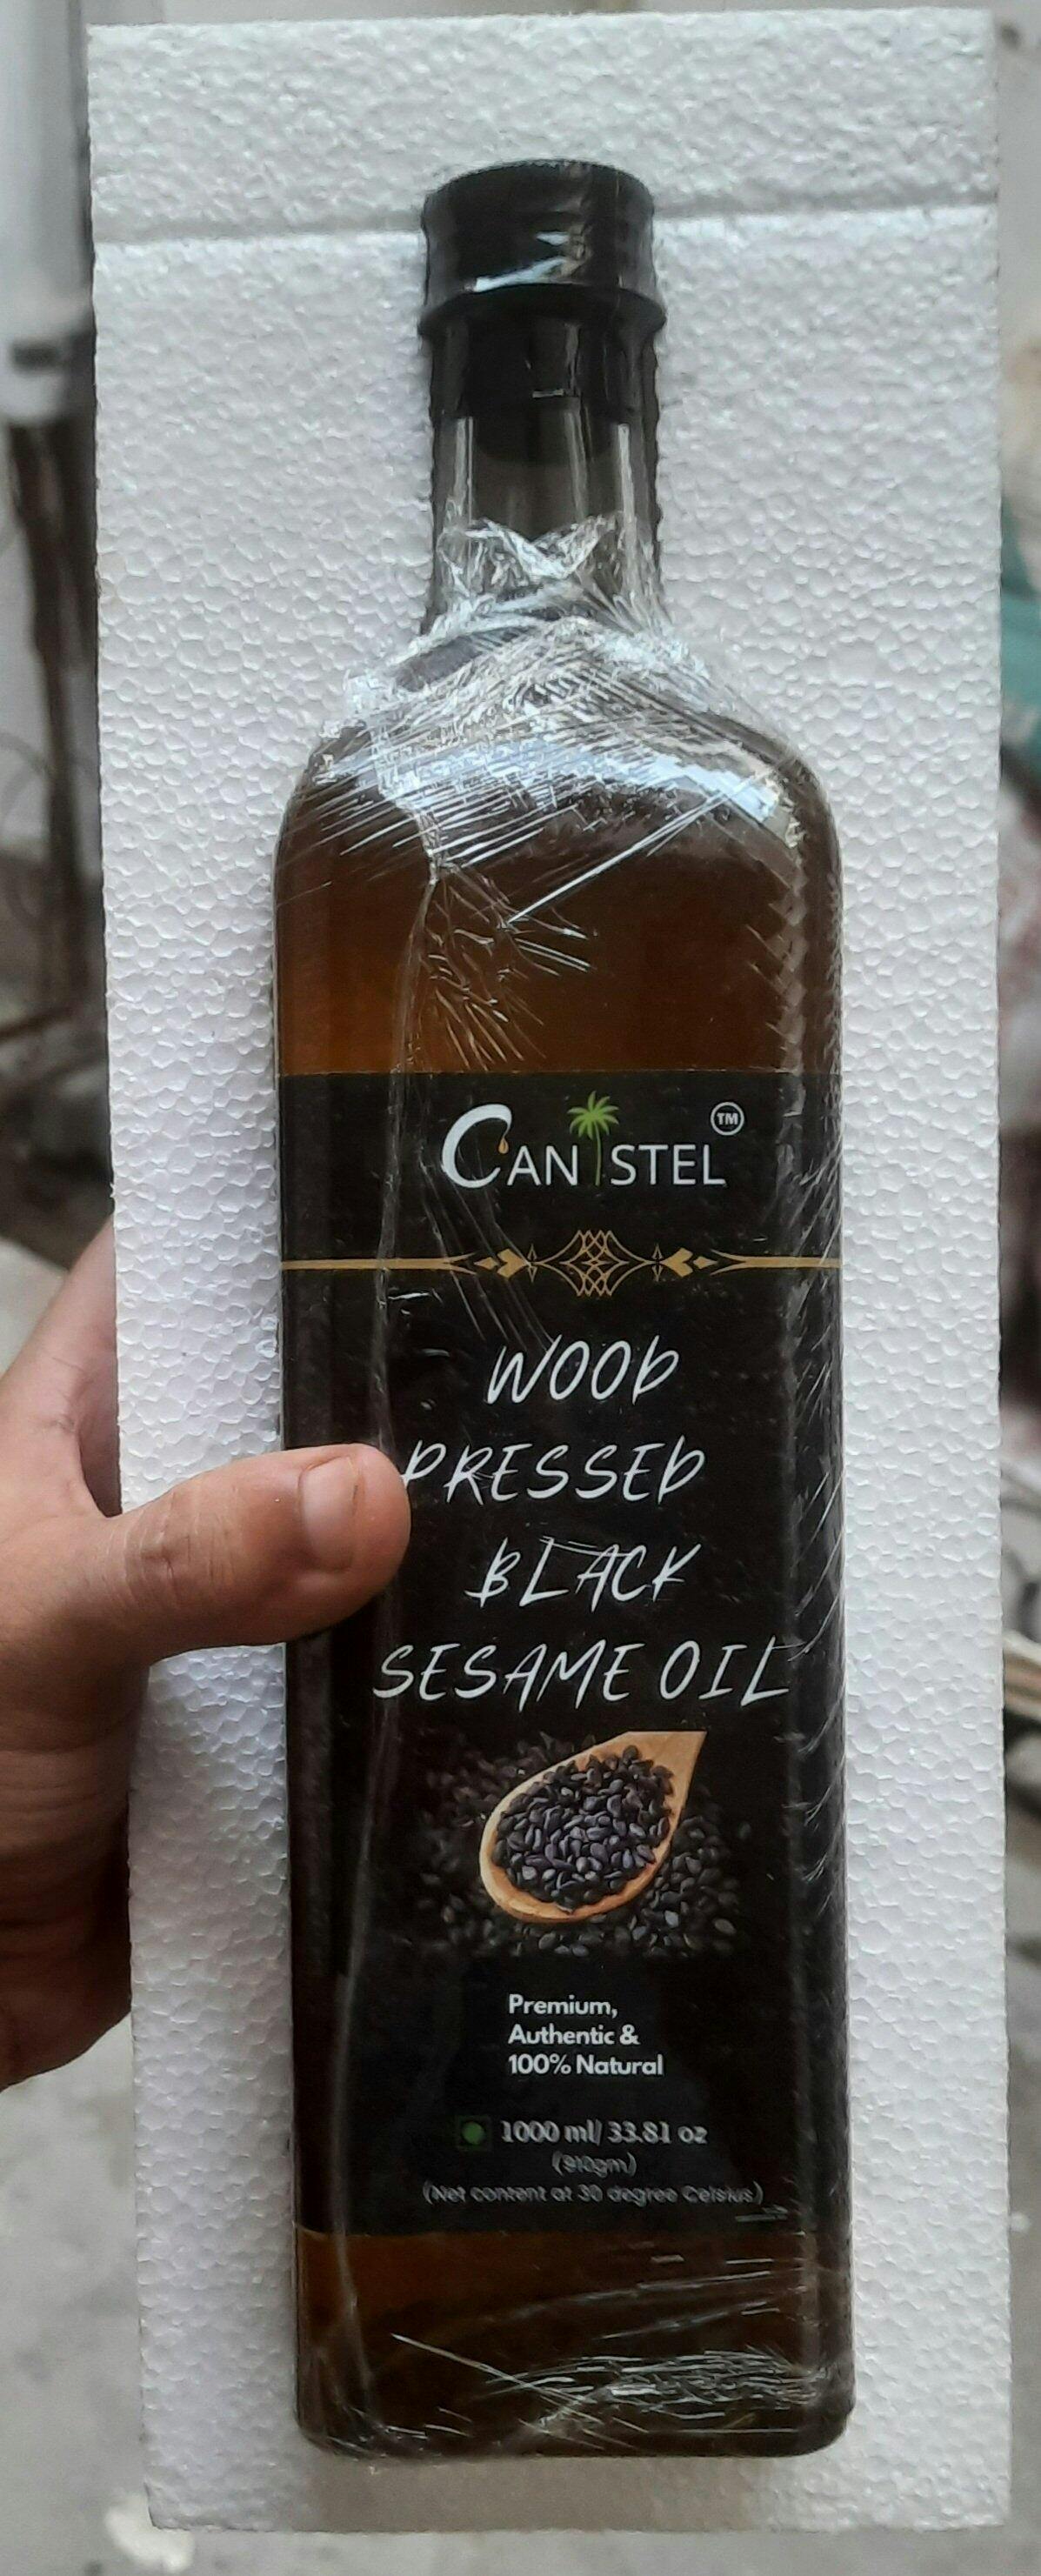 CANISTEL TM
WOOD
PRESSED
BLACK
SESAME OIL
Premium,
Authentic &
100% Natural
1000 ml/ 33.81 oz
(910gm)
(Net content at 30 degree Celsius)